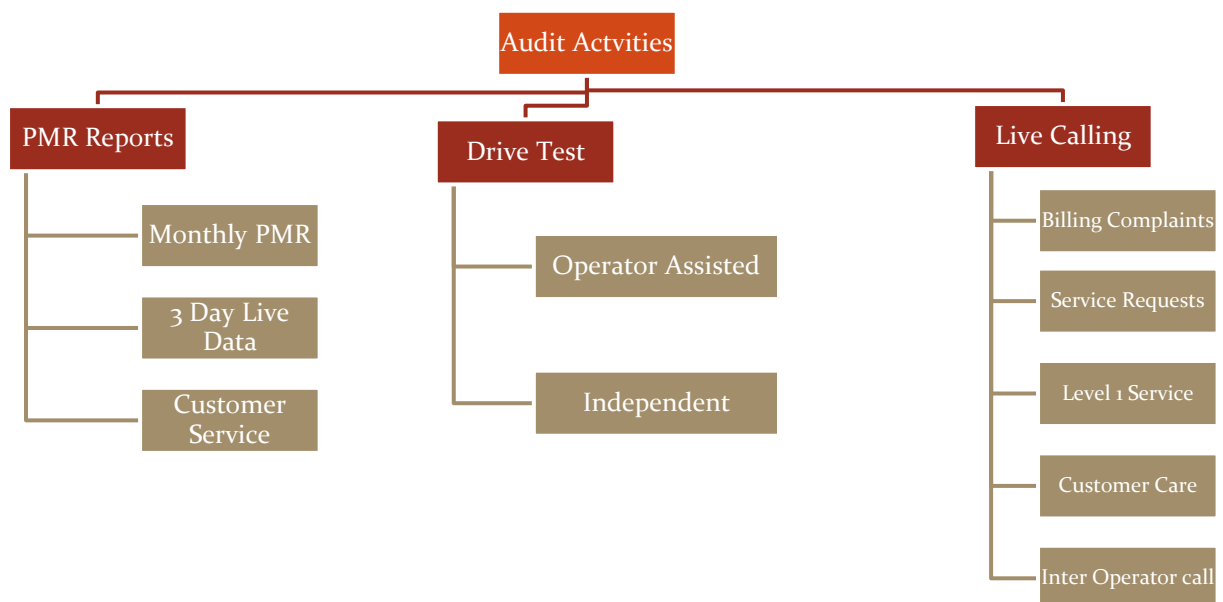 Audit Actvities
PMR Reports
Monthly PMR
3 Day Live
Data
Customer
Service
Drive Test
Operator Assisted
Independent
Live Calling
Billing Complaints
Service Requests
Level 1 Service
Customer Care
Inter Operator call